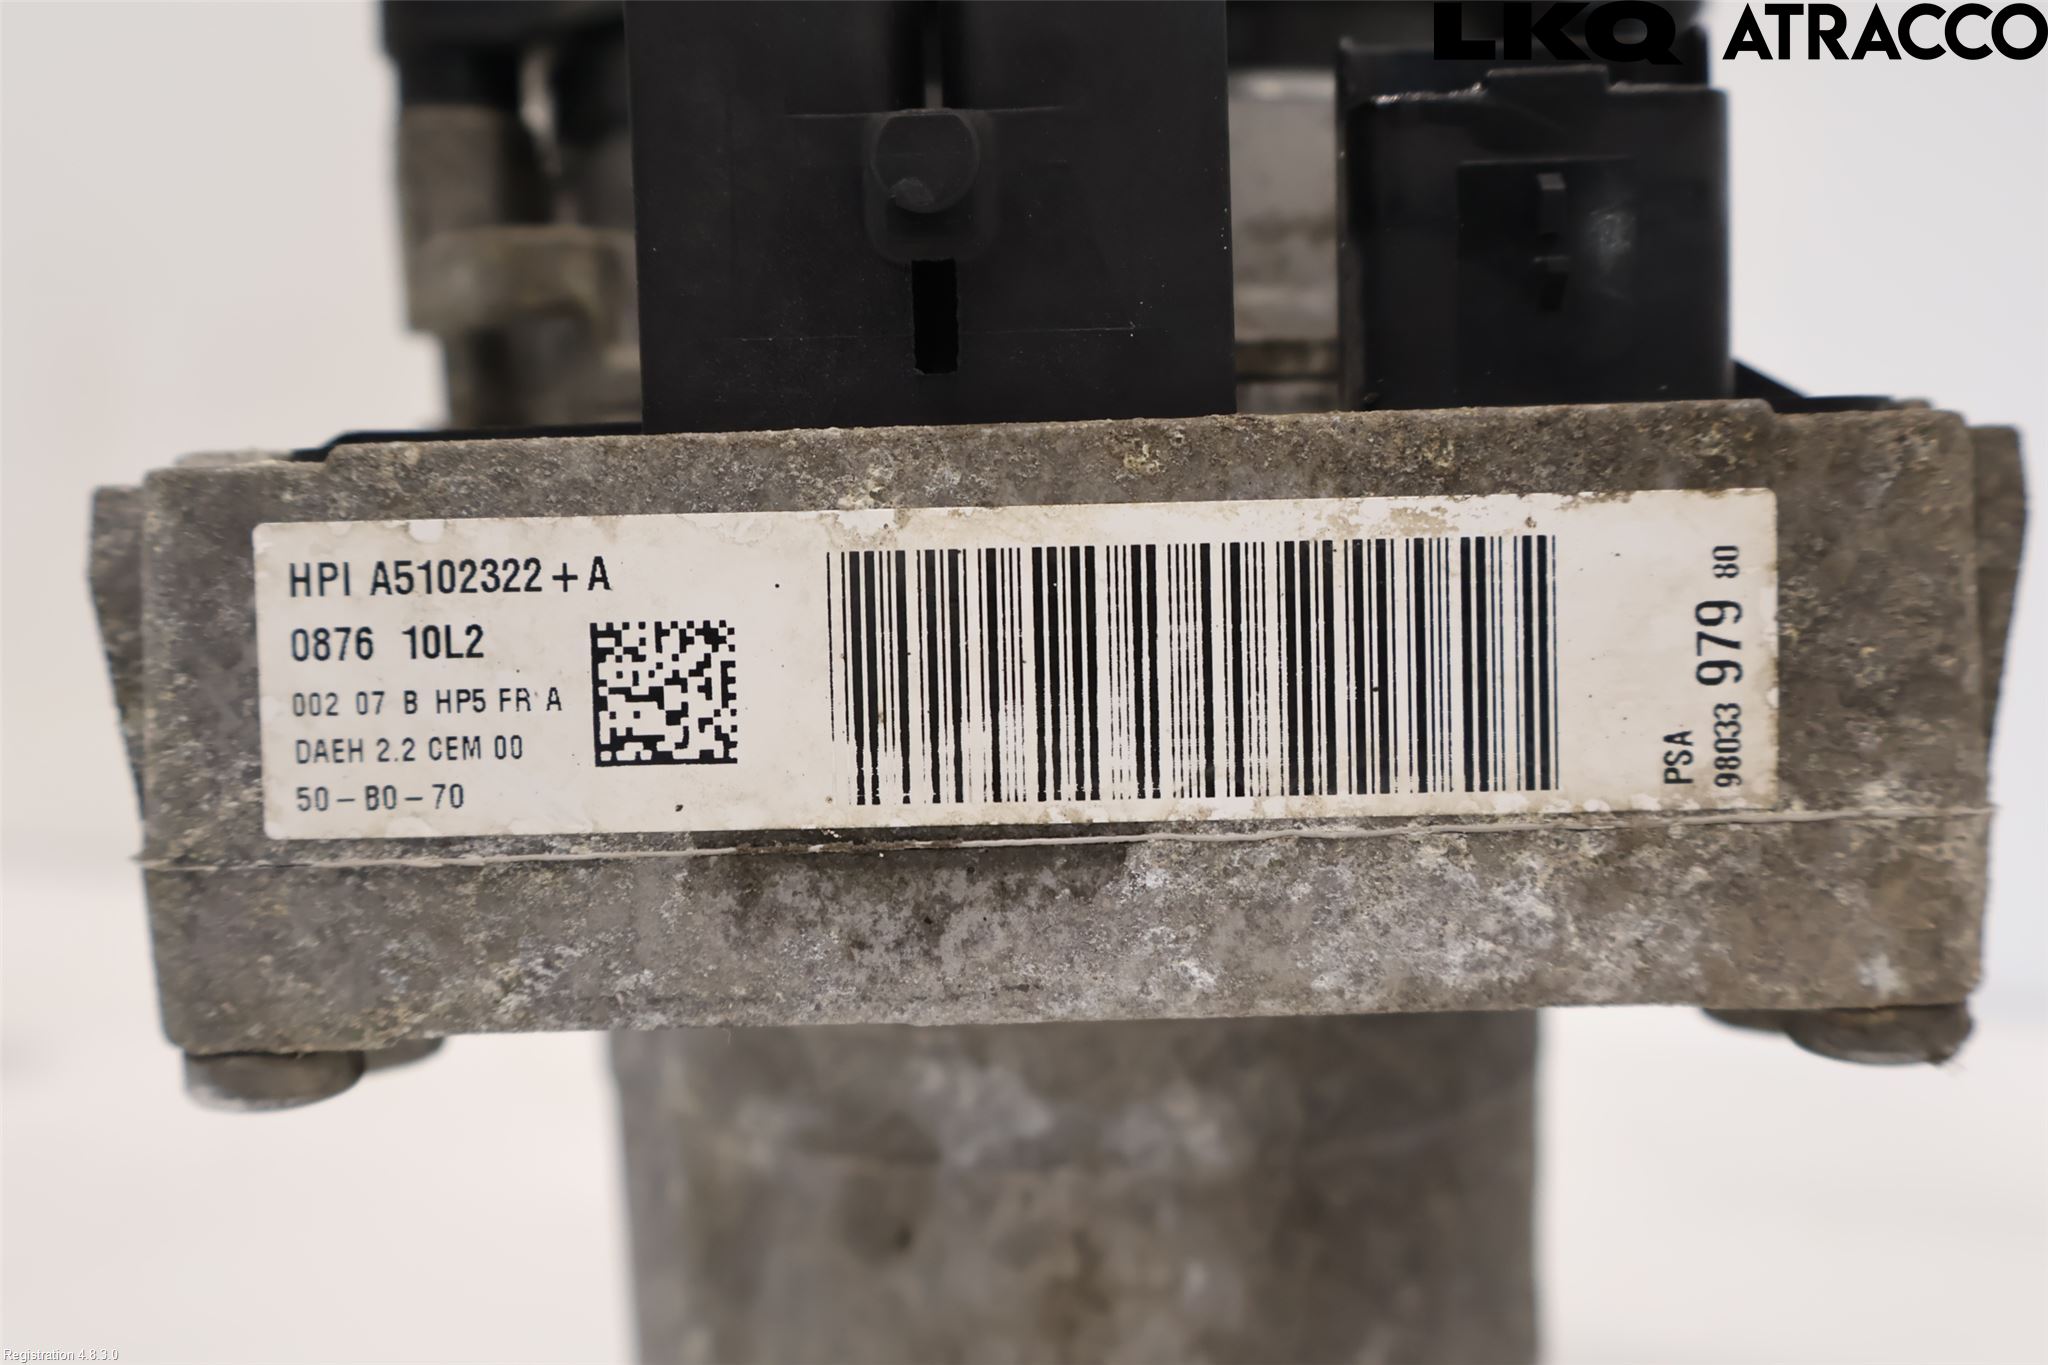 LKQ ATRACCO
HPI A5102322+A
0876 10L2
002 07 B HP5 FR A
DAEH 2.2 CEM 00
50-B0-70
PSA
98033 979 80
Registration 4.8.3.0